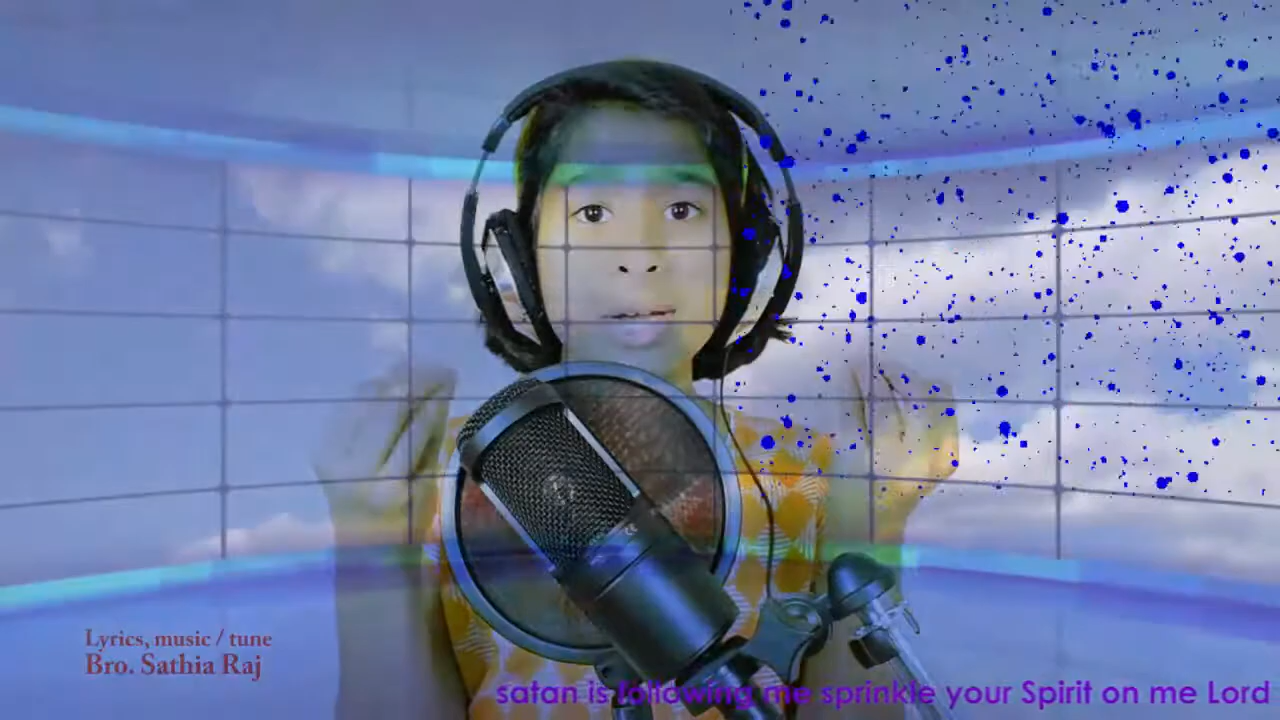 Lyrics, music / tune
Bro. Sathia Raj
satan is following me sprinkle your Spirit on me Lord